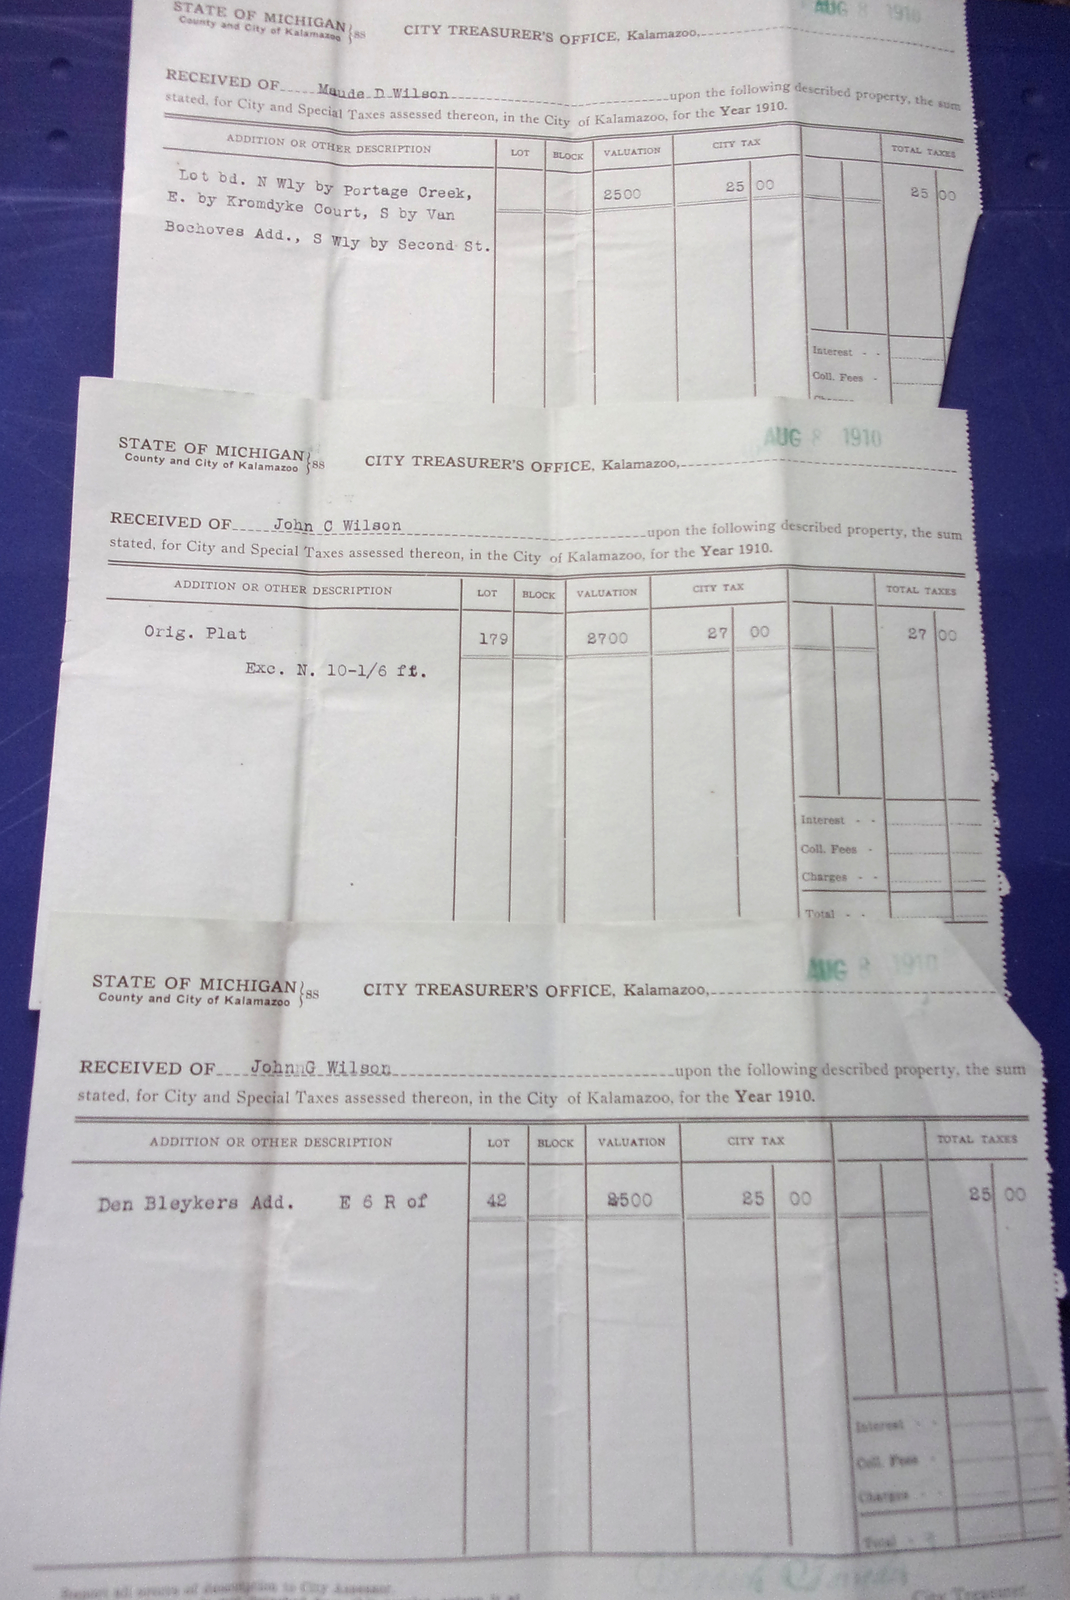 AUG 8 1910
STATE OF MICHIGAN
County and City of Kalamazoo } ss CITY TREASURER'S OFFICE, Kalamazoo,
RECEIVED OF Maude D Wilson upon the following described property, the sum
stated, for City and Special Taxes assessed thereon, in the City of Kalamazoo, for the Year 1910.
ADDITION OR OTHER DESCRIPTION LOT BLOCK VALUATION CITY TAX TOTAL TAXES
Lot bd. N Wly by Portage Creek, 2500 25 00 25 00
E. by Kromdyke Court, S by Van
Bochoves Add., S Wly by Second St.
Interest - -
Coll. Fees -
AUG 8 1910
STATE OF MICHIGAN
County and City of Kalamazoo } ss CITY TREASURER'S OFFICE, Kalamazoo,
RECEIVED OF John C Wilson upon the following described property, the sum
stated, for City and Special Taxes assessed thereon, in the City of Kalamazoo, for the Year 1910.
ADDITION OR OTHER DESCRIPTION LOT BLOCK VALUATION CITY TAX TOTAL TAXES
Orig. Plat 179 2700 27 00 27 00
Exc. N. 10-1/6 ft.
Interest - -
Coll. Fees -
Charges - -
Total - -
AUG 8 1910
STATE OF MICHIGAN
County and City of Kalamazoo } ss CITY TREASURER'S OFFICE, Kalamazoo,
RECEIVED OF John G Wilson upon the following described property, the sum
stated, for City and Special Taxes assessed thereon, in the City of Kalamazoo, for the Year 1910.
ADDITION OR OTHER DESCRIPTION LOT BLOCK VALUATION CITY TAX TOTAL TAXES
Den Bleykers Add. E 6 R of 42 2500 25 00 25 00
Interest - -
Coll. Fees -
Charges - -
Total - -
Report all errors of description to City Assessor.
City Treasurer.